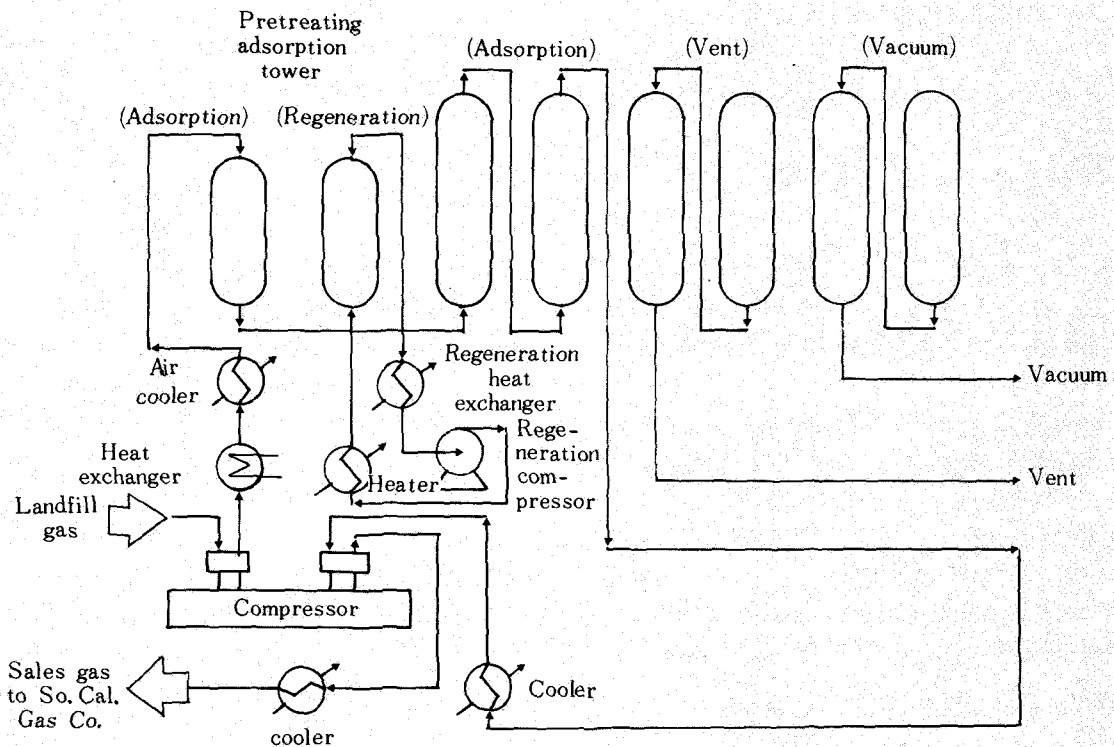 Pretreating
adsorption
tower
(Adsorption)
(Vent)
(Vacuum)
(Adsorption)
(Regeneration)
Air
cooler
Regeneration
heat
exchanger
Vacuum
Heat
exchanger
Heater
Rege-
neration
com-
pressor
Vent
Landfill
gas
Compressor
Sales gas
to So. Cal.
Gas Co.
Cooler
cooler